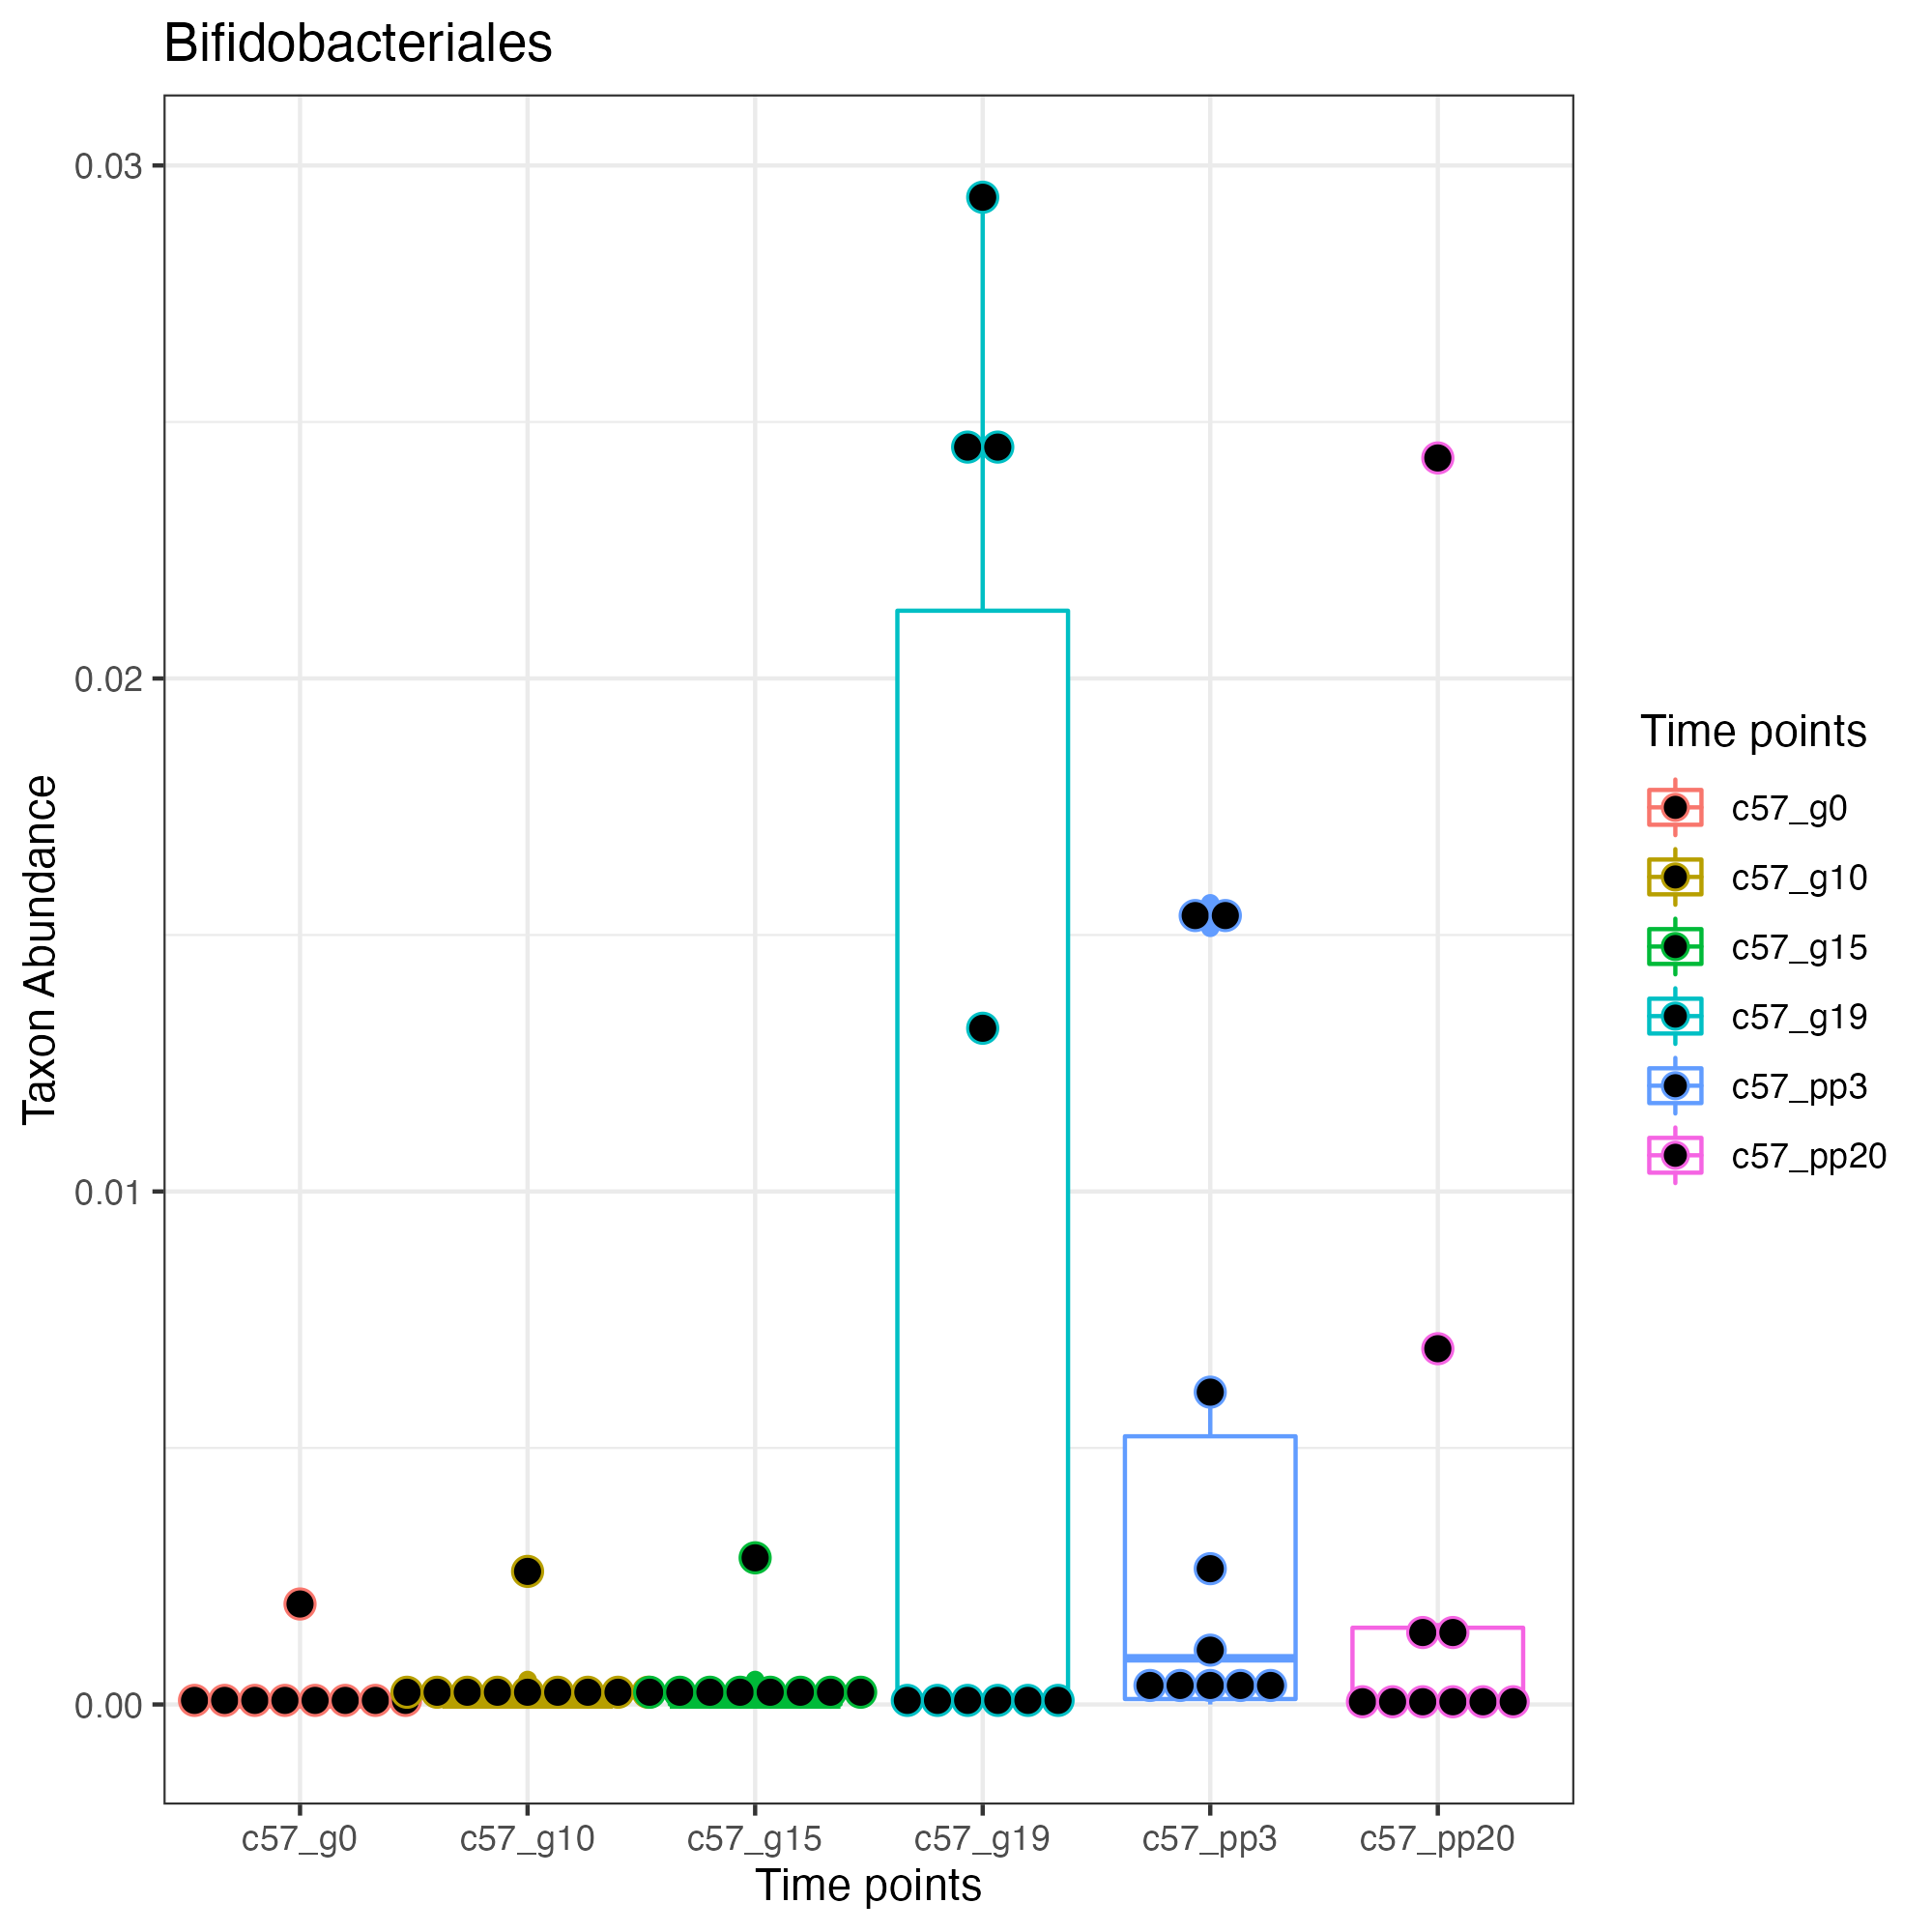 Bifidobacteriales
Taxon Abundance
0.03
0.02
0.01
0.00
c57_g0
c57_g10
c57_g15
c57_g19
c57_pp3
c57_pp20
Time points
Time points
c57_g0
c57_g10
c57_g15
c57_g19
c57_pp3
c57_pp20